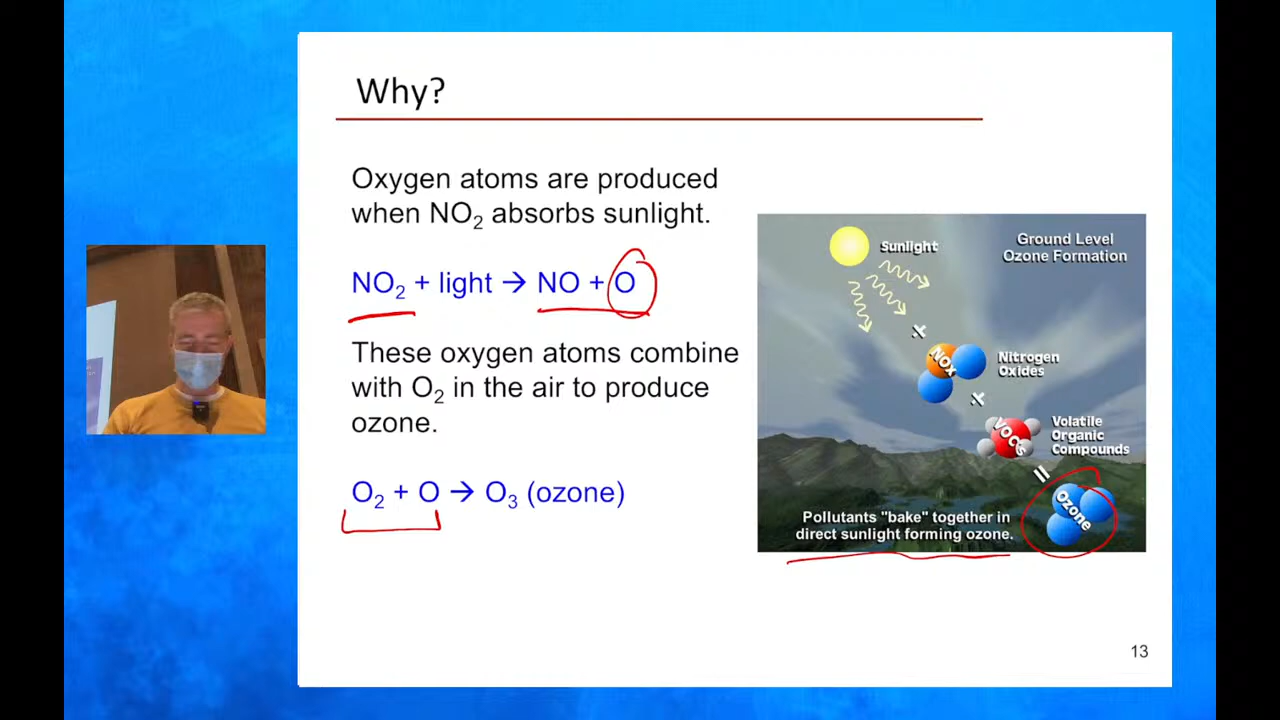 Why?
Oxygen atoms are produced
when NO₂ absorbs sunlight.
NO₂ + light → NO + O
These oxygen atoms combine
with O₂ in the air to produce
ozone.
O₂ + O → O₃ (ozone)
Sunlight
Ground Level
Ozone Formation
+
NOX
Nitrogen
Oxides
+
VOCs
Volatile
Organic
Compounds
=
Ozone
Pollutants "bake" together in
direct sunlight forming ozone.
13